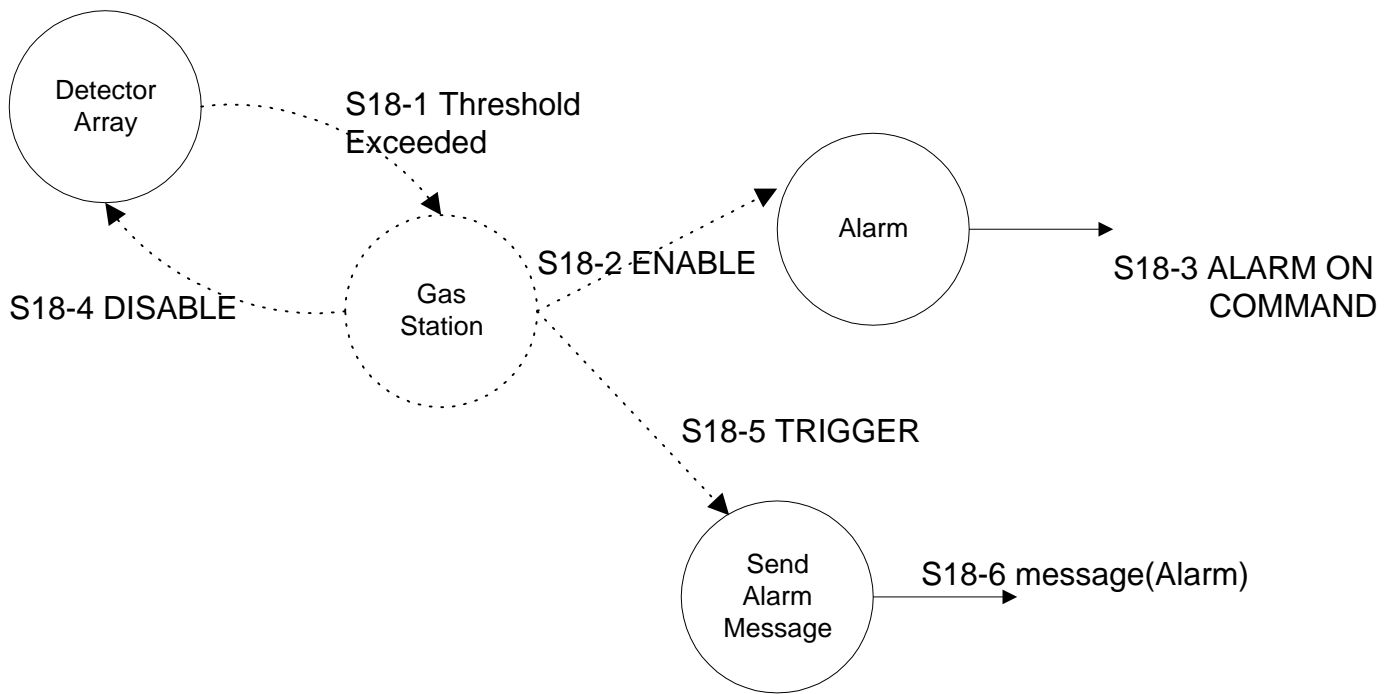 Detector
Array
S18-1 Threshold
Exceeded
Alarm
S18-2 ENABLE
S18-3 ALARM ON
COMMAND
S18-4 DISABLE
Gas
Station
S18-5 TRIGGER
Send
Alarm
Message
S18-6 message(Alarm)